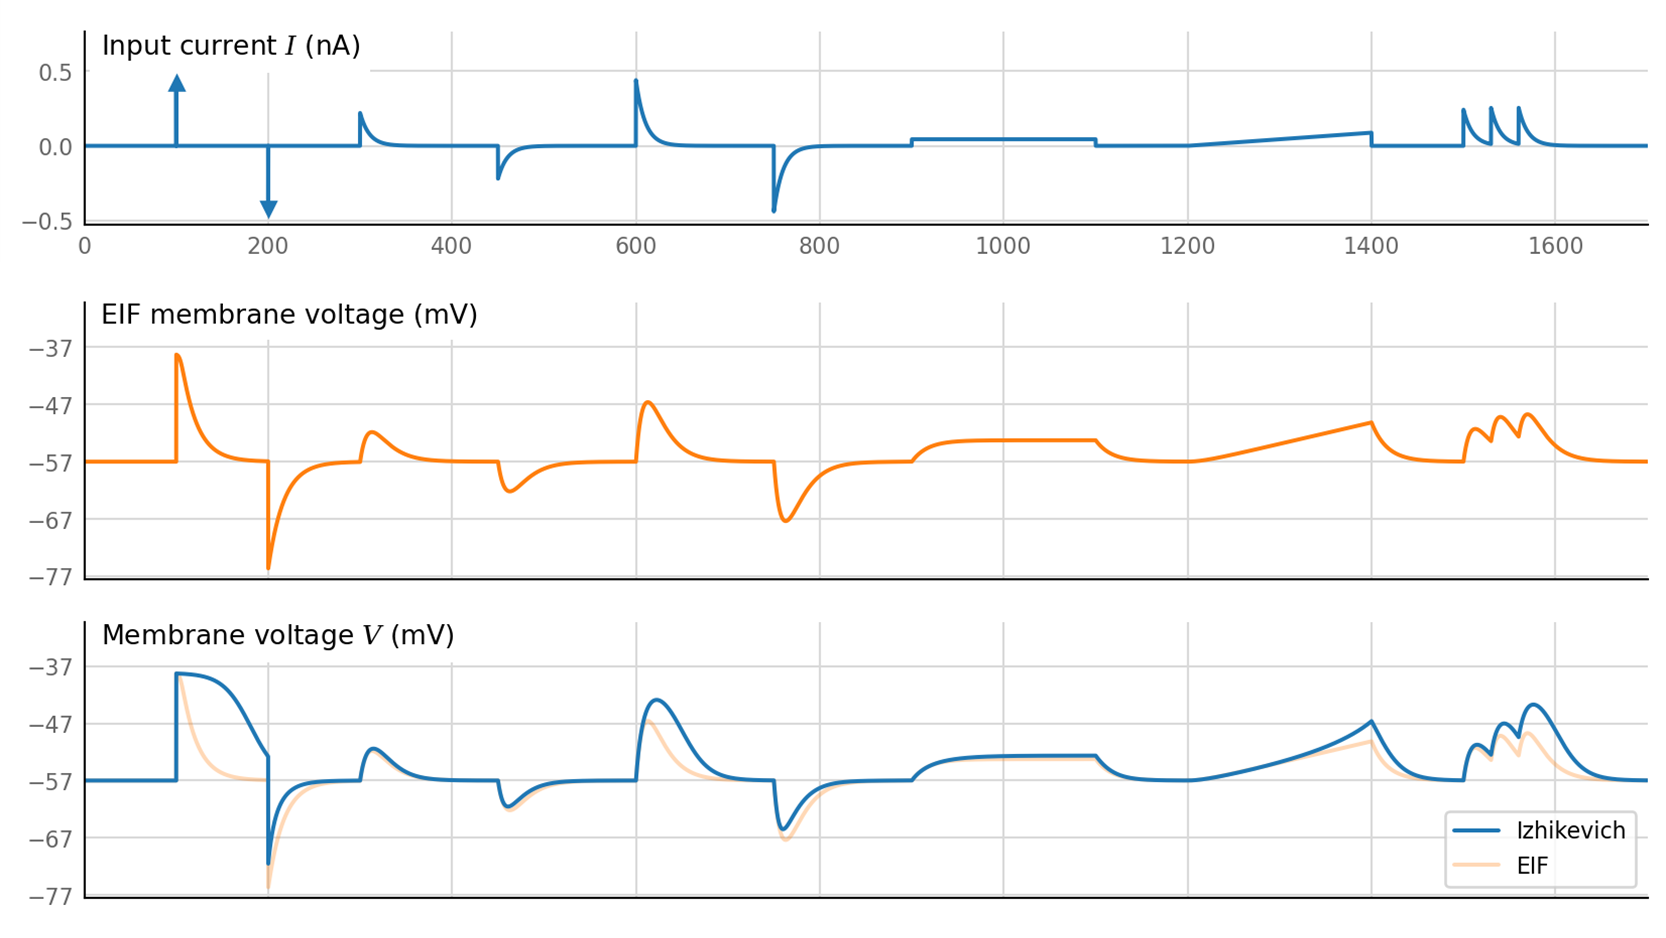 Input current I (nA)
0.5
0.0
−0.5
0 200 400 600 800 1000 1200 1400 1600
EIF membrane voltage (mV)
−37
−47
−57
−67
−77
Membrane voltage V (mV)
−37
−47
−57
−67
−77
Izhikevich
EIF